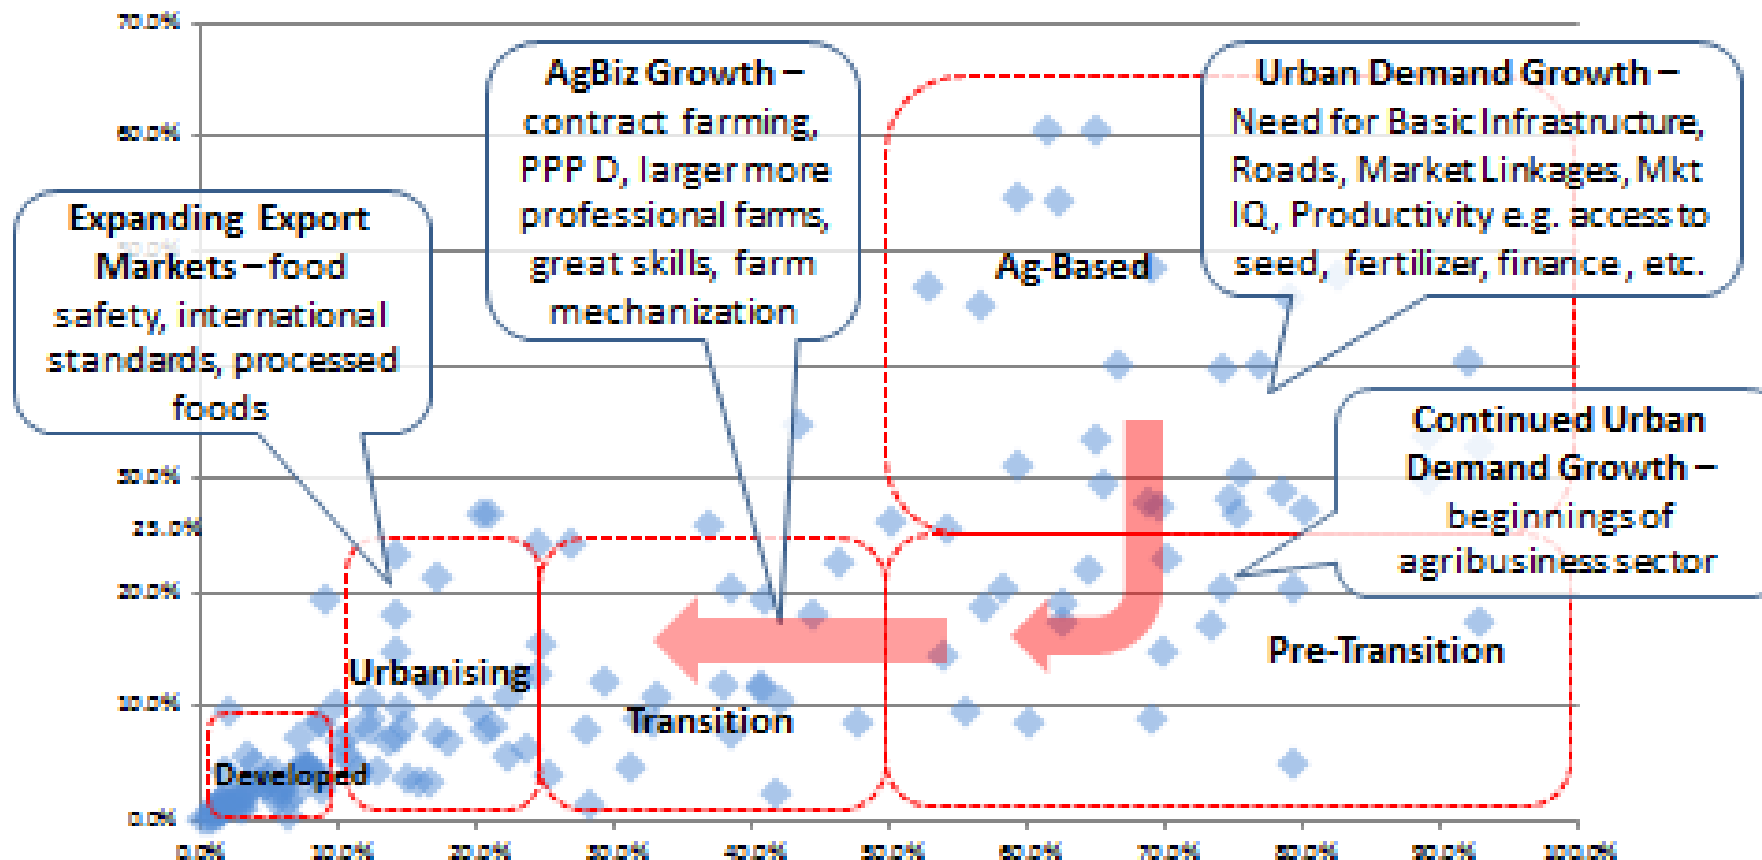 70.0%
60.0%
50.0%
25.0%
20.0%
10.0%
0.0%
0.0%
10.0%
20.0%
30.0%
40.0%
50.0%
60.0%
70.0%
80.0%
90.0%
100.0%
Expanding Export
Markets – food
safety, international
standards, processed
foods
AgBiz Growth –
contract farming,
PPP D, larger more
professional farms,
great skills, farm
mechanization
Urban Demand Growth –
Need for Basic Infrastructure,
Roads, Market Linkages, Mkt
IQ, Productivity e.g. access to
seed, fertilizer, finance, etc.
Continued Urban
Demand Growth –
beginnings of
agribusiness sector
Ag-Based
Pre-Transition
Transition
Urbanising
Developed